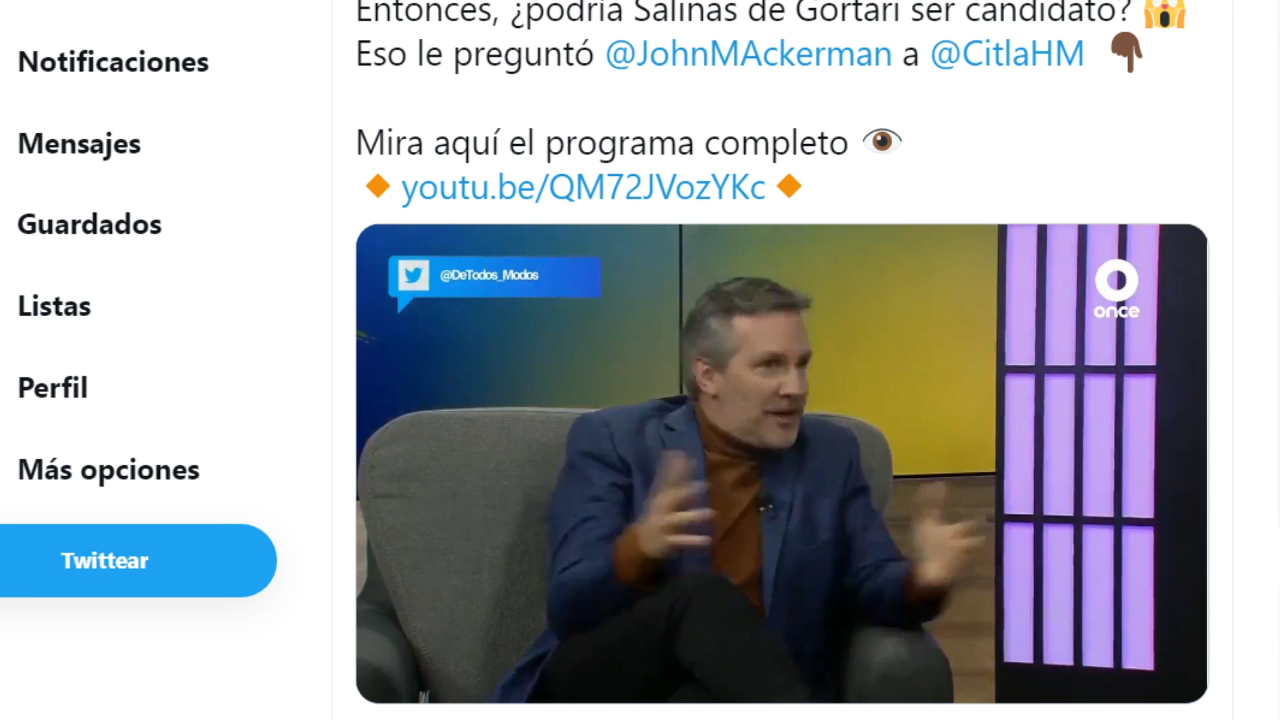 Entonces, ¿podría Salinas de Gortari ser candidato? 🙀
Eso le preguntó @JohnMAckerman a @CitlaHM 👇🏾
Mira aquí el programa completo 👁️
🔸 youtu.be/QM72JVozYKc 🔸
Notificaciones
Mensajes
Guardados
Listas
Perfil
Más opciones
Twittear
@DeTodos_Modos
once